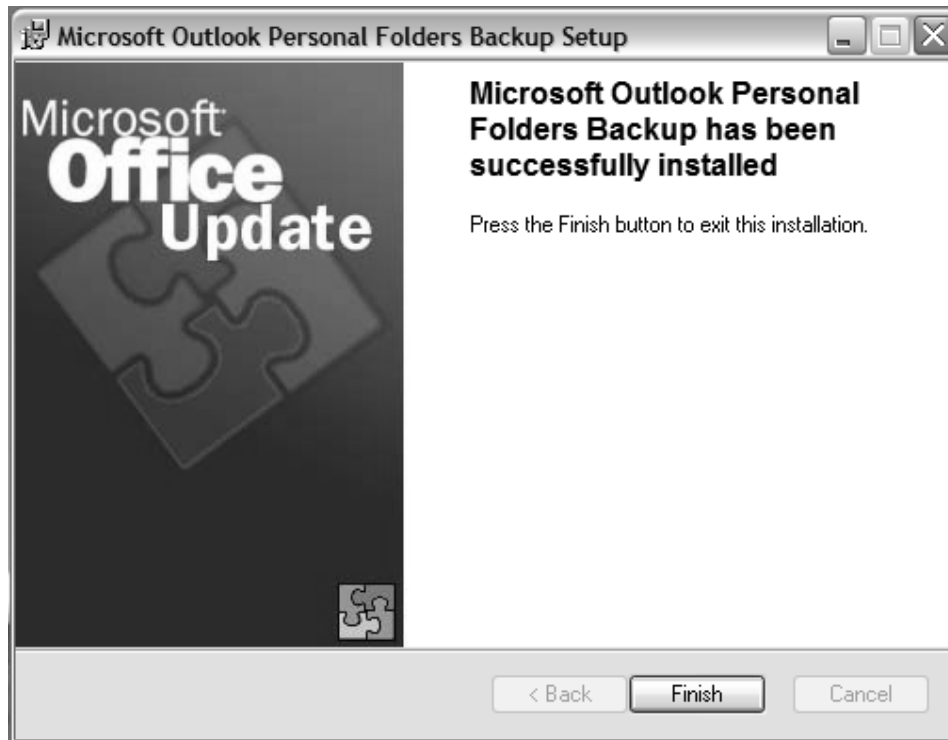 Microsoft Outlook Personal Folders Backup Setup
Microsoft
Office
Update
Microsoft Outlook Personal
Folders Backup has been
successfully installed
Press the Finish button to exit this installation.
< Back Finish Cancel